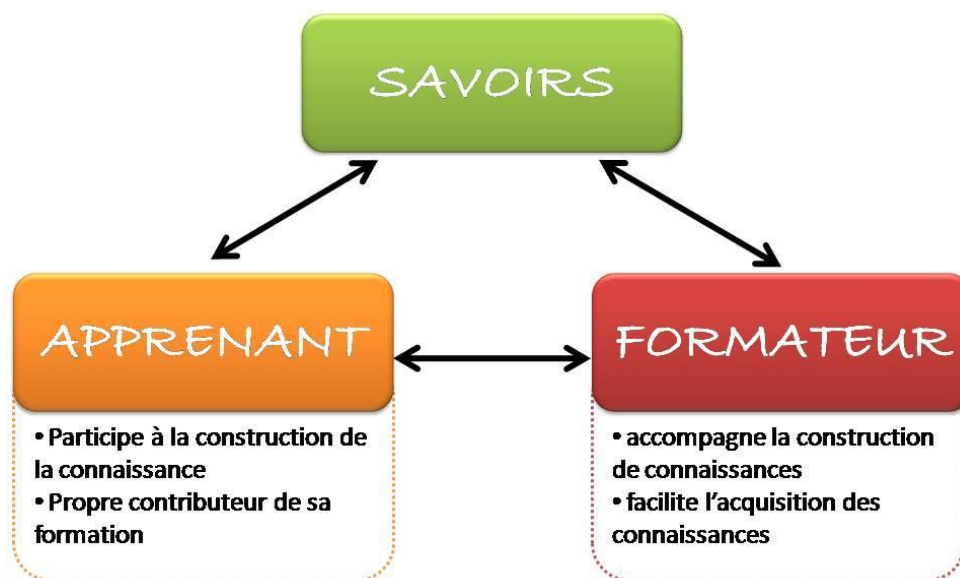 SAVOIRS
APPRENANT
• Participe à la construction de
la connaissance
• Propre contributeur de sa
formation
FORMATEUR
• accompagne la construction
de connaissances
• facilite l'acquisition des
connaissances